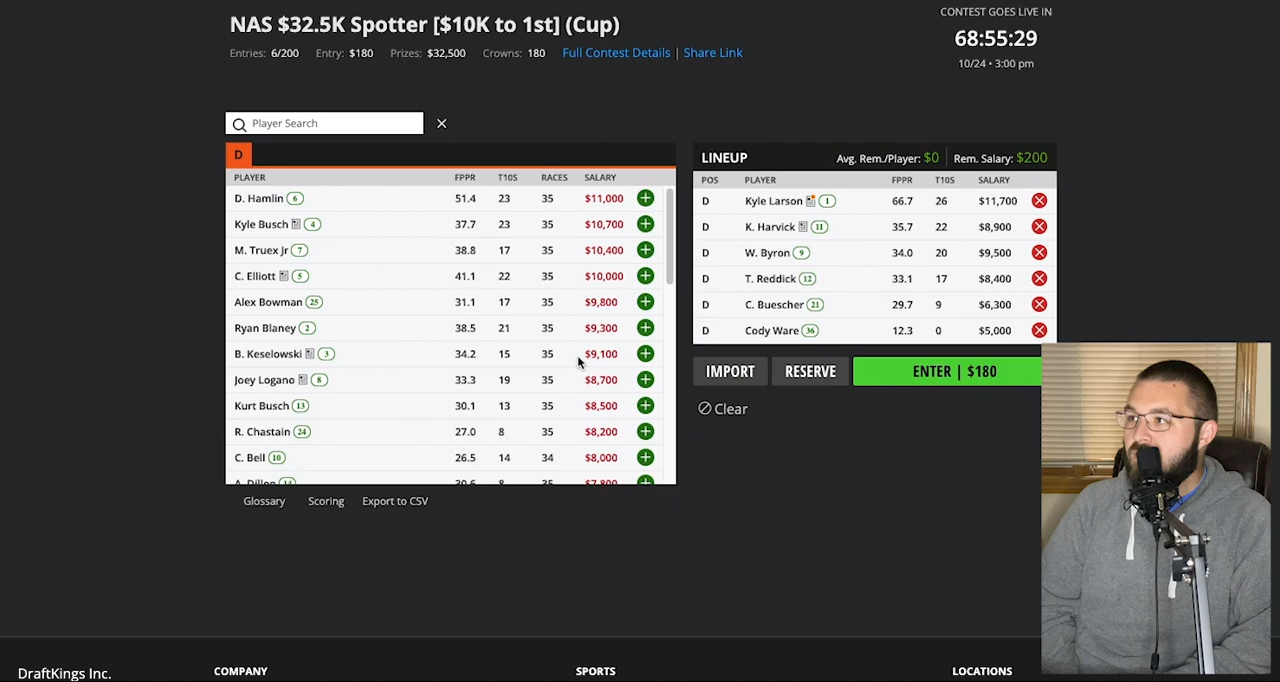 NAS $32.5K Spotter [$10K to 1st] (Cup)
Entries: 6/200 Entry: $180 Prizes: $32,500 Crowns: 180 Full Contest Details | Share Link
CONTEST GOES LIVE IN
68:55:29
10/24 • 3:00 pm
Player Search
D
PLAYER FPPR T10S RACES SALARY
D. Hamlin 6 51.4 23 35 $11,000
Kyle Busch 4 37.7 23 35 $10,700
M. Truex Jr 7 38.8 17 35 $10,400
C. Elliott 5 41.1 22 35 $10,000
Alex Bowman 25 31.1 17 35 $9,800
Ryan Blaney 2 38.5 21 35 $9,300
B. Keselowski 3 34.2 15 35 $9,100
Joey Logano 8 33.3 19 35 $8,700
Kurt Busch 13 30.1 13 35 $8,500
R. Chastain 24 27.0 8 35 $8,200
C. Bell 10 26.5 14 34 $8,000
A. Dillon 14 30.6 8 35 $7,800
Glossary Scoring Export to CSV
LINEUP Avg. Rem./Player: $0 Rem. Salary: $200
POS PLAYER FPPR T10S SALARY
D Kyle Larson 1 66.7 26 $11,700
D K. Harvick 11 35.7 22 $8,900
D W. Byron 9 34.0 20 $9,500
D T. Reddick 12 33.1 17 $8,400
D C. Buescher 21 29.7 9 $6,300
D Cody Ware 36 12.3 0 $5,000
IMPORT RESERVE ENTER | $180
Clear
DraftKings Inc. COMPANY SPORTS LOCATIONS